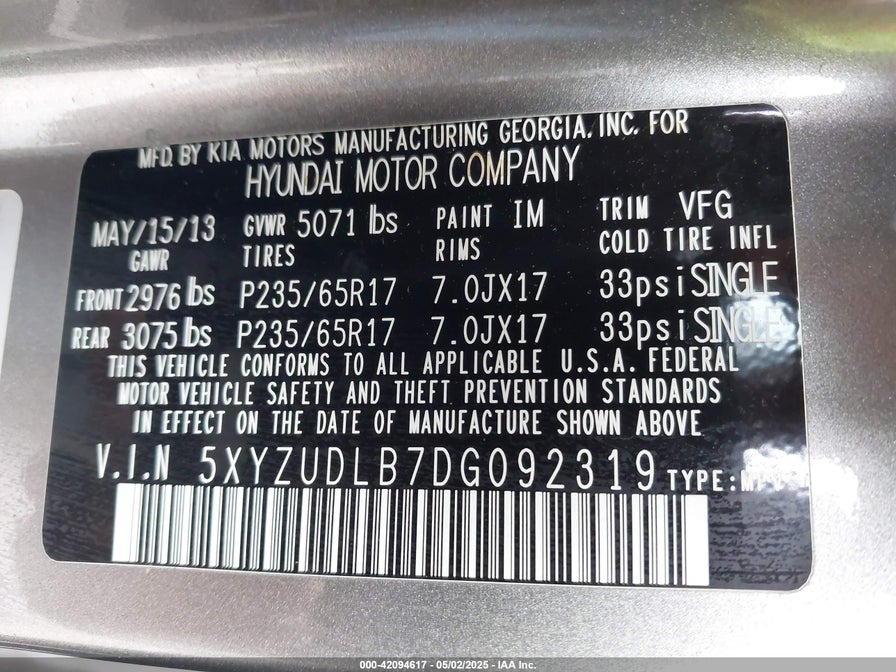 MFD. BY KIA MOTORS MANUFACTURING GEORGIA, INC. FOR
HYUNDAI MOTOR COMPANY
MAY/15/13 GVWR 5071 lbs PAINT IM TRIM VFG
GAWR TIRES RIMS COLD TIRE INFL
FRONT 2976 lbs P235/65R17 7.0JX17 33psi SINGLE
REAR 3075 lbs P235/65R17 7.0JX17 33psi SINGLE
THIS VEHICLE CONFORMS TO ALL APPLICABLE U.S.A. FEDERAL
MOTOR VEHICLE SAFETY AND THEFT PREVENTION STANDARDS
IN EFFECT ON THE DATE OF MANUFACTURE SHOWN ABOVE
V.I.N 5XYZUDLB7DG092319 TYPE:MPV
000-42094617 - 05/02/2025 - IAA Inc.